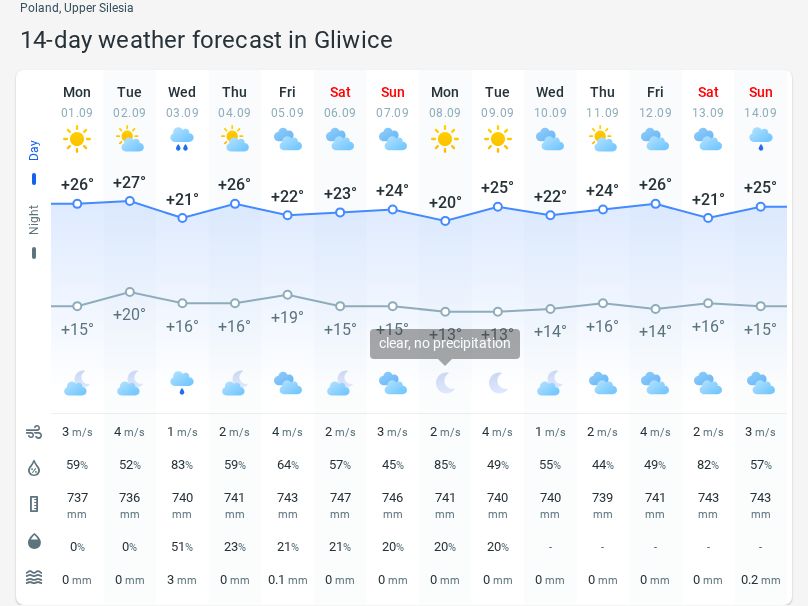 Poland, Upper Silesia
14-day weather forecast in Gliwice
Mon Tue Wed Thu Fri Sat Sun Mon Tue Wed Thu Fri Sat Sun
01.09 02.09 03.09 04.09 05.09 06.09 07.09 08.09 09.09 10.09 11.09 12.09 13.09 14.09
Day
+26° +27° +21° +26° +22° +23° +24° +20° +25° +22° +24° +26° +21° +25°
Night
+15° +20° +16° +16° +19° +15° +15° +13° +13° +14° +16° +14° +16° +15°
clear, no precipitation
3 m/s 4 m/s 1 m/s 2 m/s 4 m/s 2 m/s 3 m/s 2 m/s 4 m/s 1 m/s 2 m/s 4 m/s 2 m/s 3 m/s
59% 52% 83% 59% 64% 57% 45% 85% 49% 55% 44% 49% 82% 57%
737 736 740 741 743 747 746 741 740 740 739 741 743 743
mm mm mm mm mm mm mm mm mm mm mm mm mm mm
0% 0% 51% 23% 21% 21% 20% 20% 20% - - - - -
0 mm 0 mm 3 mm 0 mm 0.1 mm 0 mm 0 mm 0 mm 0 mm 0 mm 0 mm 0 mm 0 mm 0.2 mm